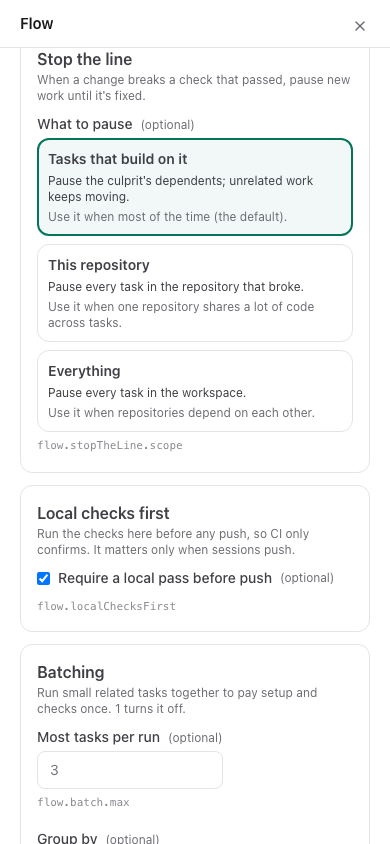 Flow
Stop the line
When a change breaks a check that passed, pause new
work until it's fixed.
What to pause (optional)
Tasks that build on it
Pause the culprit's dependents; unrelated work
keeps moving.
Use it when most of the time (the default).
This repository
Pause every task in the repository that broke.
Use it when one repository shares a lot of code
across tasks.
Everything
Pause every task in the workspace.
Use it when repositories depend on each other.
flow.stopTheLine.scope
Local checks first
Run the checks here before any push, so CI only
confirms. It matters only when sessions push.
Require a local pass before push (optional)
flow.localChecksFirst
Batching
Run small related tasks together to pay setup and
checks once. 1 turns it off.
Most tasks per run (optional)
3
flow.batch.max
Group by (optional)